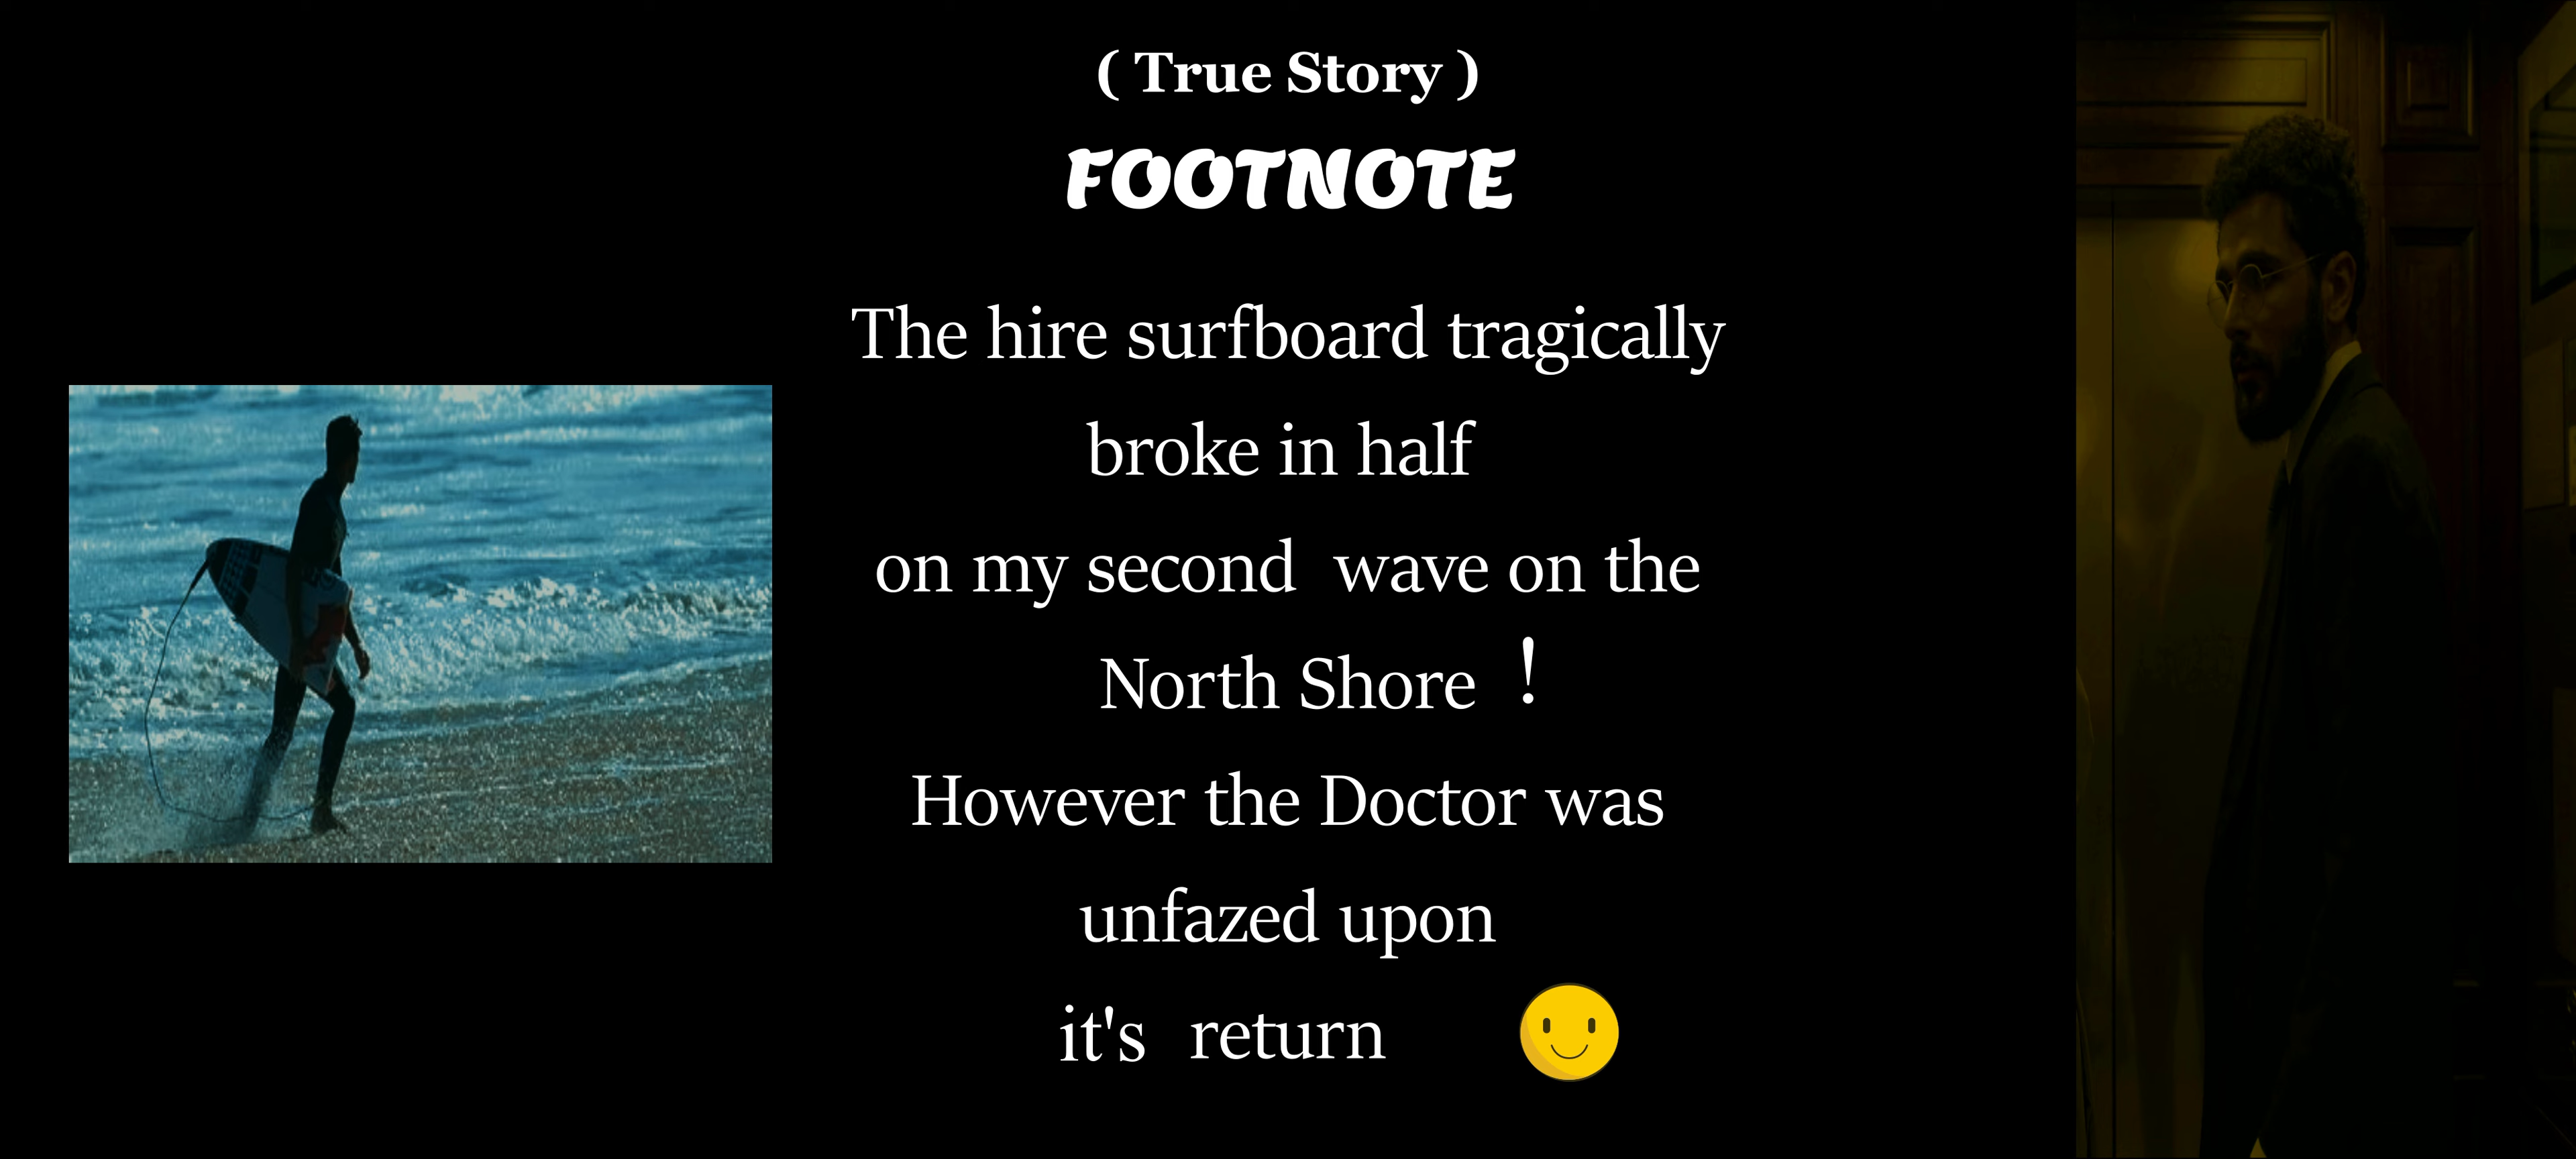 ( True Story )
FOOTNOTE
The hire surfboard tragically
broke in half
on my second wave on the
North Shore !
However the Doctor was
unfazed upon
it's return